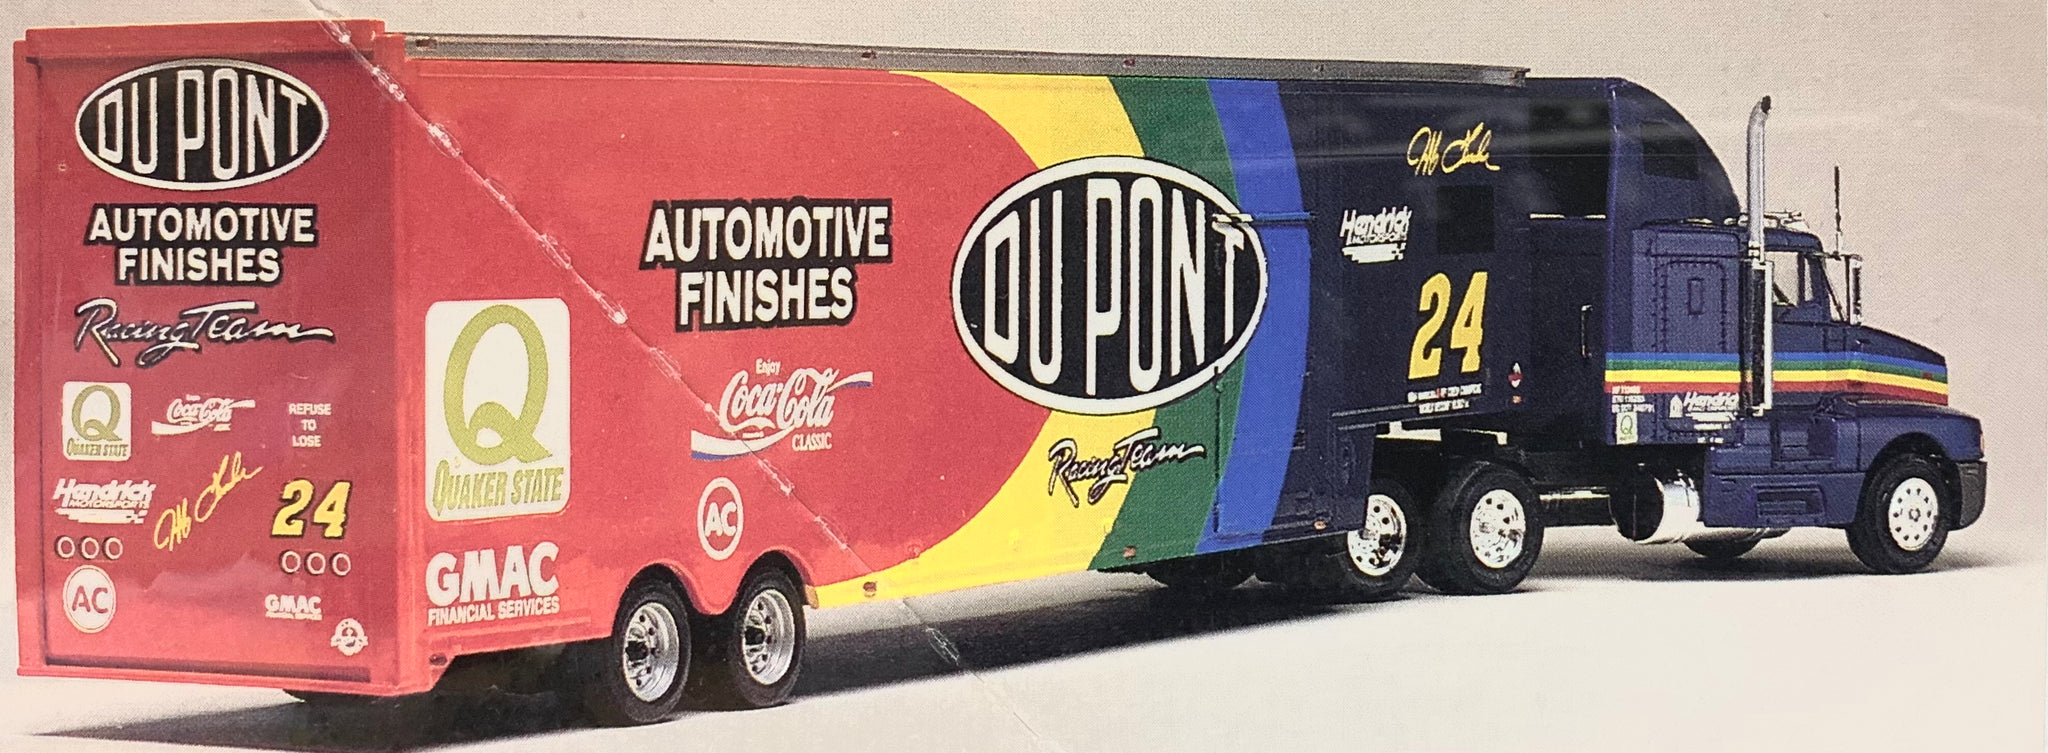 DU PONT
AUTOMOTIVE
FINISHES
Racing Team
Q
QUAKER STATE
Enjoy
Coca-Cola
REFUSE
TO
LOSE
Hendrick
MOTORSPORTS
24
AC
GMAC
FINANCIAL SERVICES
Q
QUAKER STATE
GMAC
FINANCIAL SERVICES
AUTOMOTIVE
FINISHES
Enjoy
Coca-Cola
CLASSIC
AC
DU PONT
Racing Team
Hendrick
MOTORSPORTS
24
Hendrick
Q